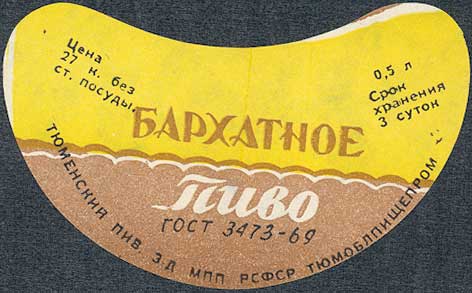 Цена
27 к. без
ст. посуды
0,5 л
Срок
хранения
3 суток
БАРХАТНОЕ
Пиво
ГОСТ 3473-69
ТЮМЕНСКИЙ ПИВ. З-Д МПП РСФСР ТЮМОБЛПИЩЕПРОМ